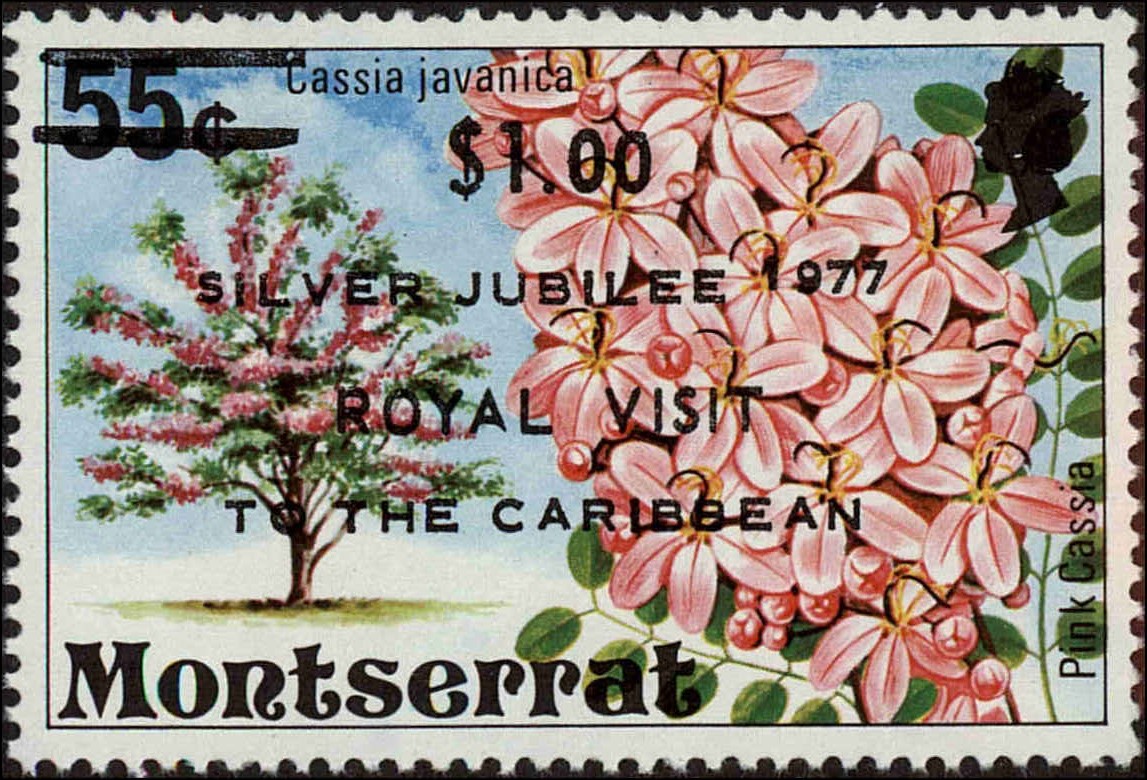 55¢
Cassia javanica
$1.00
SILVER JUBILEE 1977
ROYAL VISIT
TO THE CARIBBEAN
Pink Cassia
Montserrat